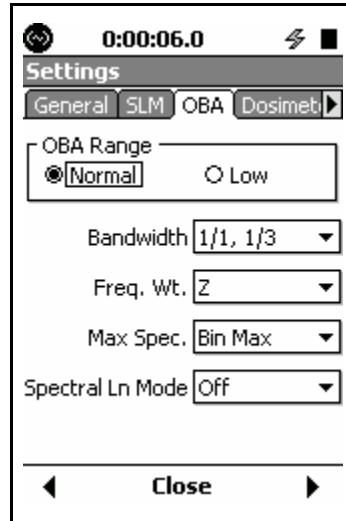 0:00:06.0
Settings
General SLM OBA Dosimet
OBA Range
Normal Low
Bandwidth 1/1, 1/3
Freq. Wt. Z
Max Spec. Bin Max
Spectral Ln Mode Off
Close